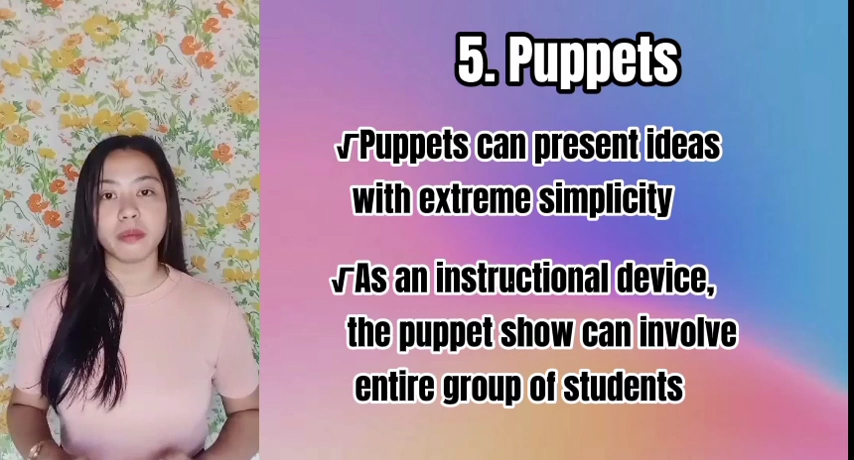 5. Puppets
√Puppets can present ideas
with extreme simplicity
√As an instructional device,
the puppet show can involve
entire group of students